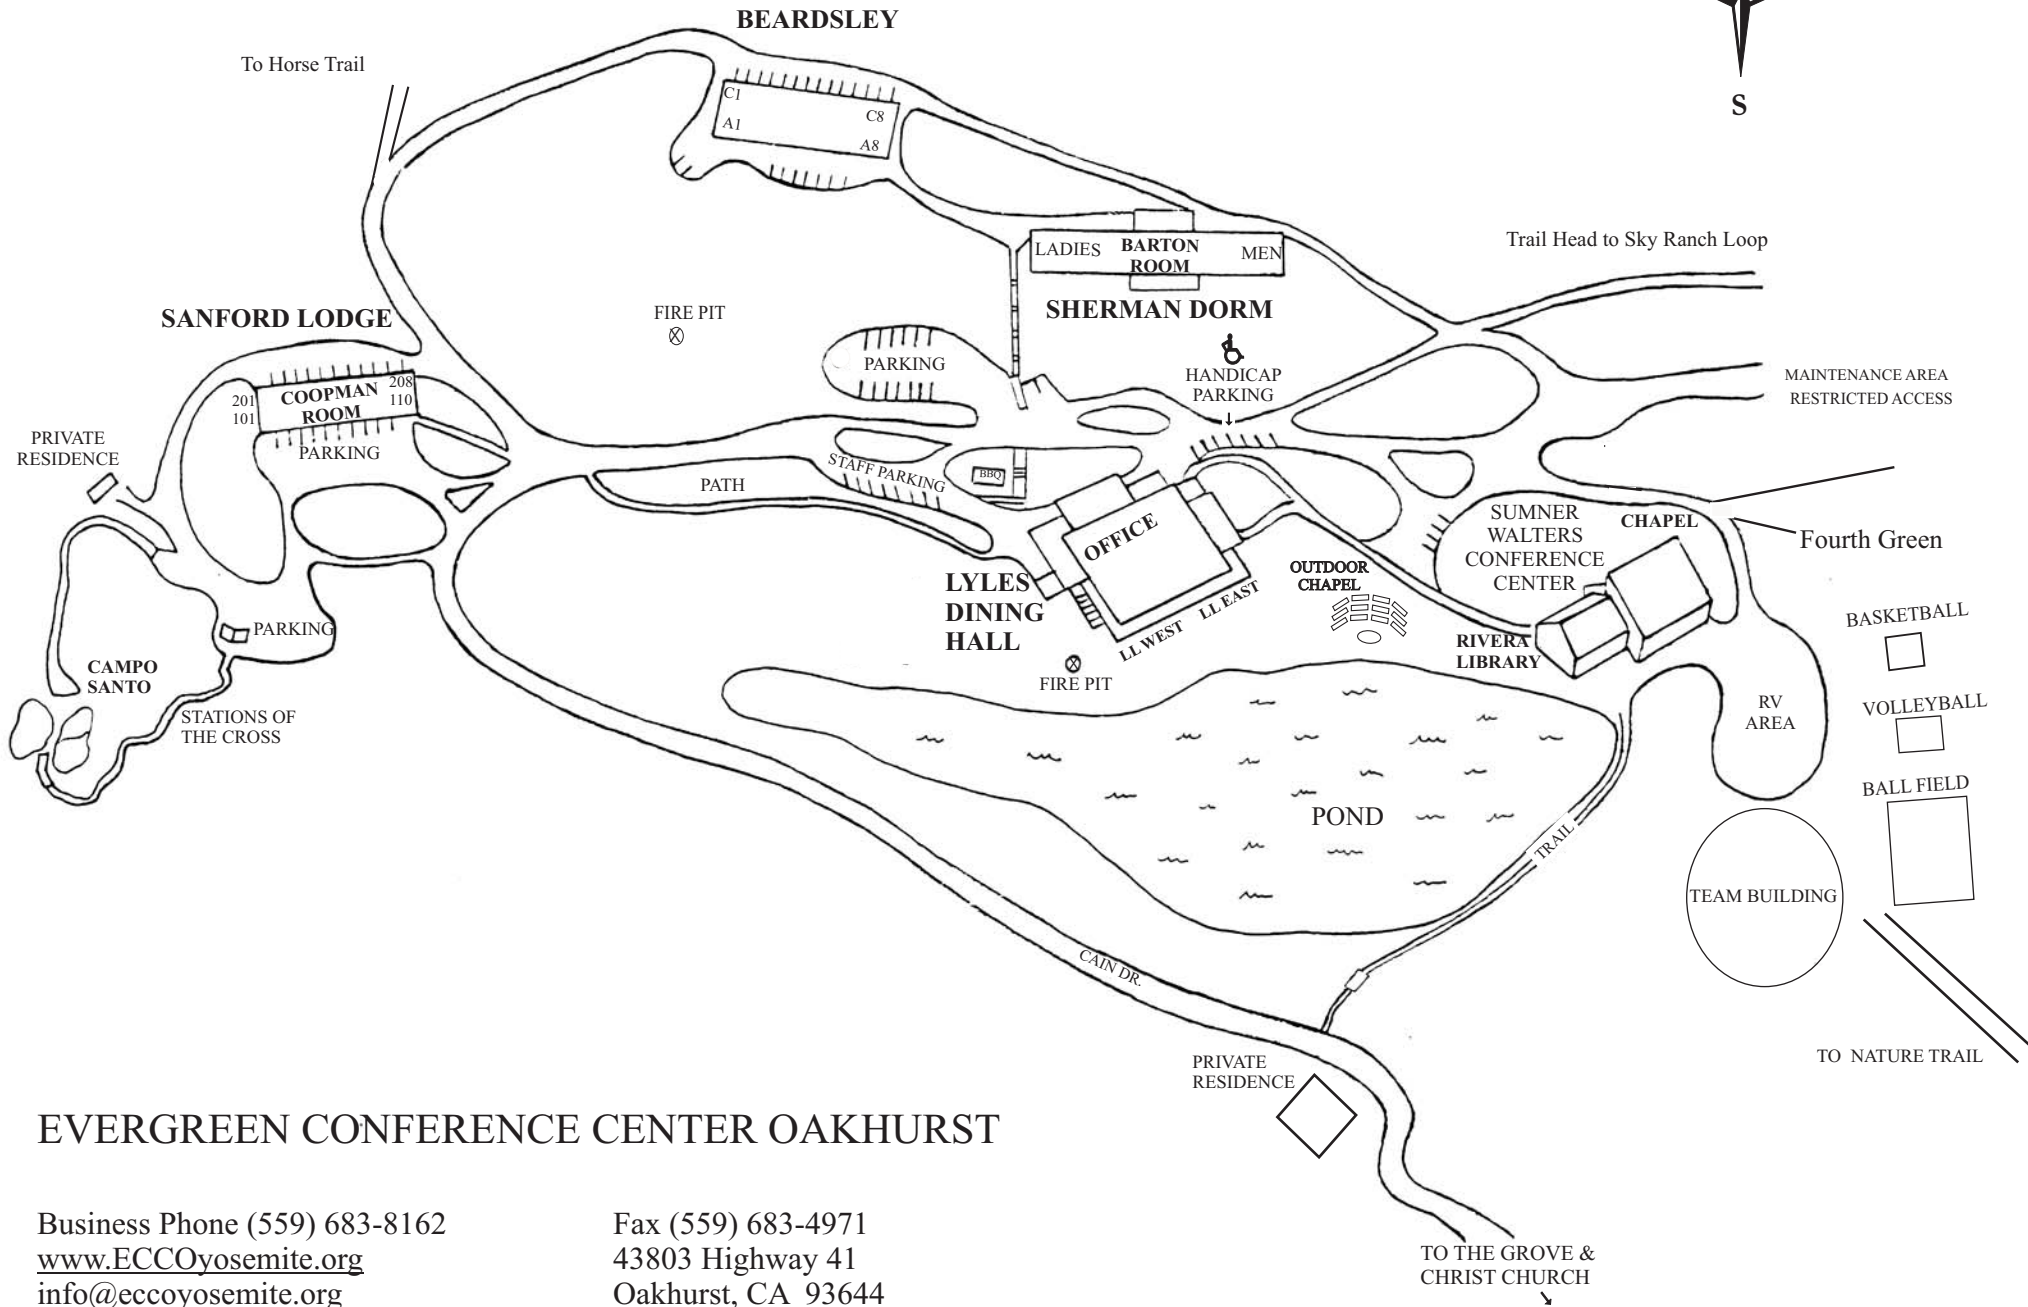 BEARDSLEY
To Horse Trail
S
C1
C8
A1
A8
LADIES
BARTON
ROOM
MEN
SHERMAN DORM
Trail Head to Sky Ranch Loop
SANFORD LODGE
FIRE PIT
PARKING
HANDICAP
PARKING
MAINTENANCE AREA
RESTRICTED ACCESS
COOPMAN
ROOM
208
110
201
101
PARKING
PRIVATE
RESIDENCE
PATH
STAFF PARKING
BBQ
OFFICE
LYLES
DINING
HALL
LL WEST
LL EAST
OUTDOOR
CHAPEL
SUMNER
WALTERS
CONFERENCE
CENTER
CHAPEL
Fourth Green
RIVERA
LIBRARY
BASKETBALL
PARKING
CAMPO
SANTO
STATIONS OF
THE CROSS
FIRE PIT
RV
AREA
VOLLEYBALL
BALL FIELD
POND
TRAIL
TEAM BUILDING
CAIN DR.
TO NATURE TRAIL
PRIVATE
RESIDENCE
EVERGREEN CONFERENCE CENTER OAKHURST
Business Phone (559) 683-8162
www.ECCOyosemite.org
info@eccoyosemite.org
Fax (559) 683-4971
43803 Highway 41
Oakhurst, CA 93644
TO THE GROVE &
CHRIST CHURCH